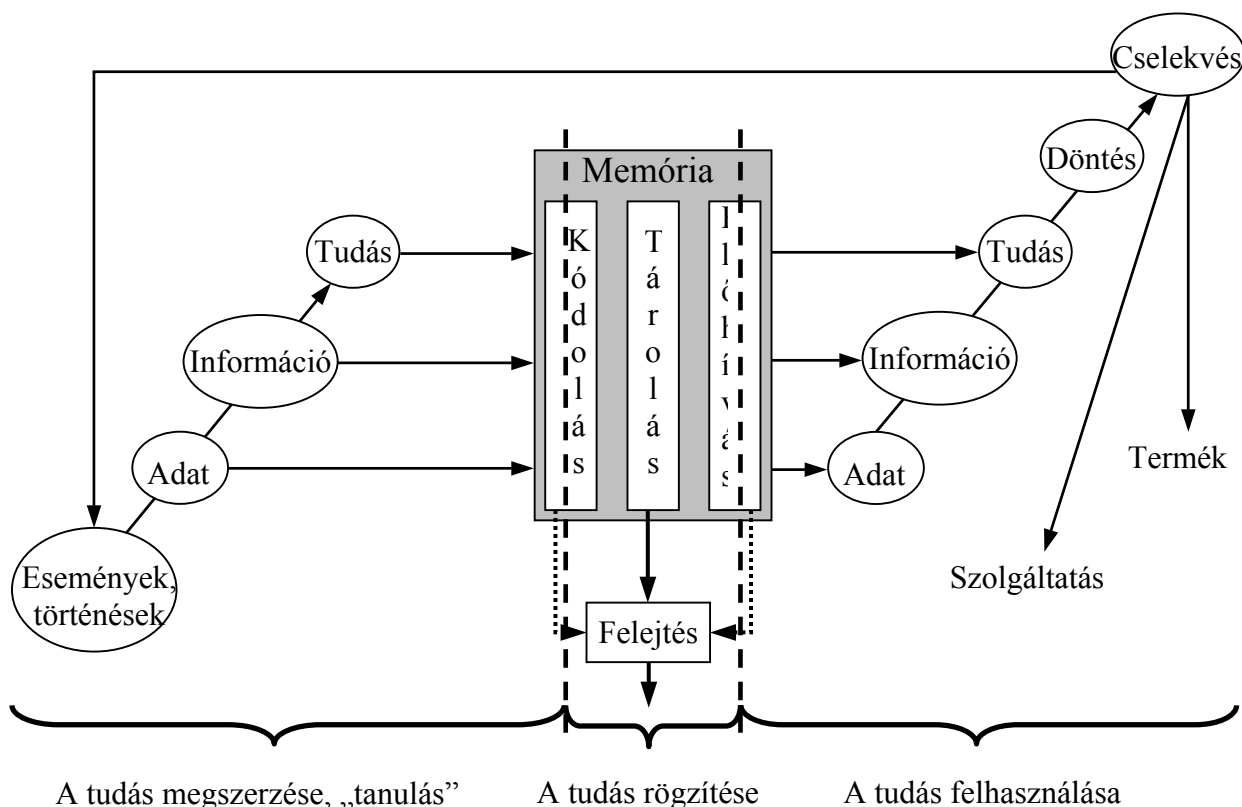 Cselekvés
Döntés
Memória
Tudás
Kódolás
Tárolás
Előhívás
Tudás
Információ
Információ
Adat
Adat
Termék
Események,
történések
Szolgáltatás
Felejtés
A tudás megszerzése, „tanulás”
A tudás rögzítése
A tudás felhasználása